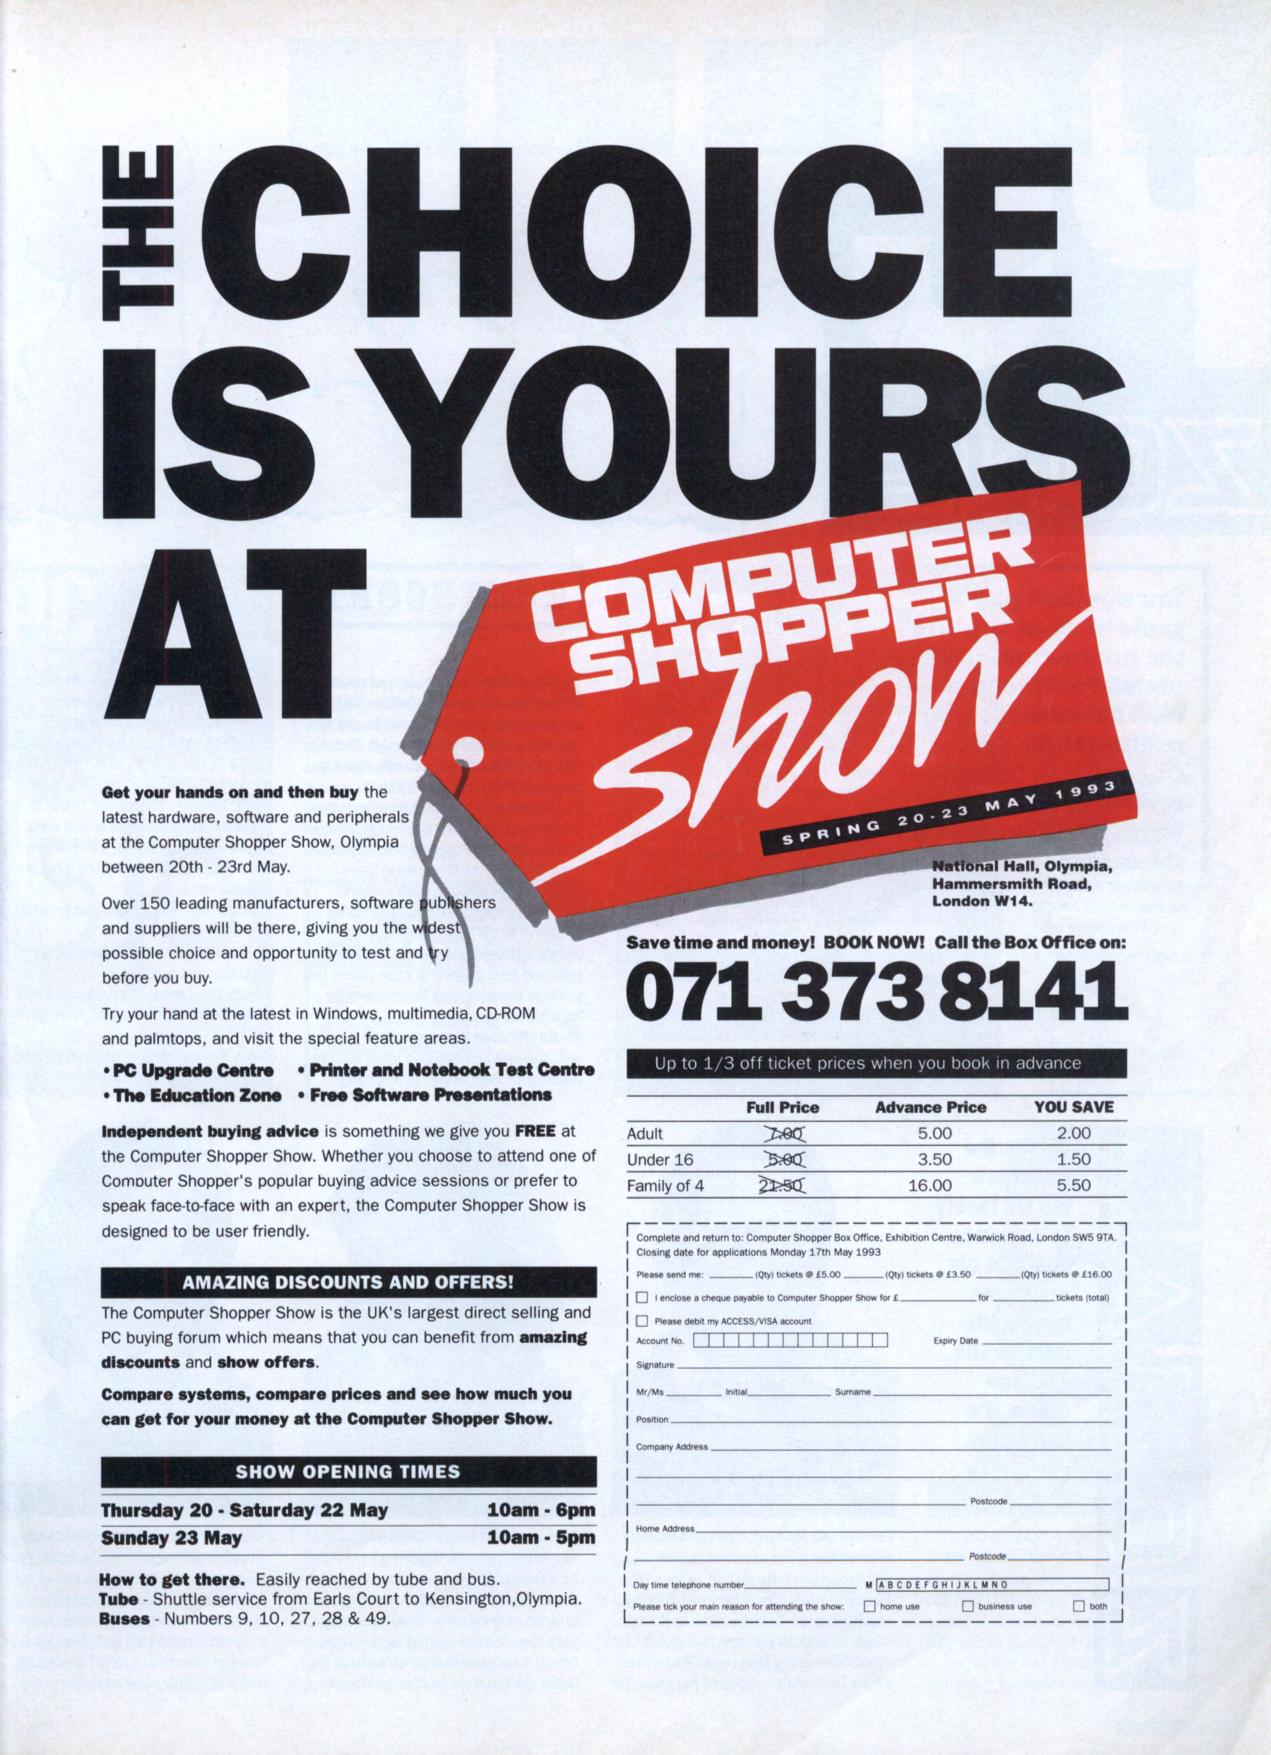 THE CHOICE
IS YOURS
AT
COMPUTER
SHOPPER
show
SPRING 20-23 MAY 1993
National Hall, Olympia,
Hammersmith Road,
London W14.
Get your hands on and then buy the
latest hardware, software and peripherals
at the Computer Shopper Show, Olympia
between 20th - 23rd May.
Over 150 leading manufacturers, software publishers
and suppliers will be there, giving you the widest
possible choice and opportunity to test and try
before you buy.
Try your hand at the latest in Windows, multimedia, CD-ROM
and palmtops, and visit the special feature areas.
• PC Upgrade Centre • Printer and Notebook Test Centre
• The Education Zone • Free Software Presentations
Independent buying advice is something we give you FREE at
the Computer Shopper Show. Whether you choose to attend one of
Computer Shopper's popular buying advice sessions or prefer to
speak face-to-face with an expert, the Computer Shopper Show is
designed to be user friendly.
AMAZING DISCOUNTS AND OFFERS!
The Computer Shopper Show is the UK's largest direct selling and
PC buying forum which means that you can benefit from amazing
discounts and show offers.
Compare systems, compare prices and see how much you
can get for your money at the Computer Shopper Show.
SHOW OPENING TIMES
Thursday 20 - Saturday 22 May 10am - 6pm
Sunday 23 May 10am - 5pm
How to get there. Easily reached by tube and bus.
Tube - Shuttle service from Earls Court to Kensington,Olympia.
Buses - Numbers 9, 10, 27, 28 & 49.
Save time and money! BOOK NOW! Call the Box Office on:
071 373 8141
Up to 1/3 off ticket prices when you book in advance
Full Price Advance Price YOU SAVE
Adult 7.00 5.00 2.00
Under 16 5.00 3.50 1.50
Family of 4 21.50 16.00 5.50
Complete and return to: Computer Shopper Box Office, Exhibition Centre, Warwick Road, London SW5 9TA.
Closing date for applications Monday 17th May 1993
Please send me: (Qty) tickets @ £5.00 (Qty) tickets @ £3.50 (Qty) tickets @ £16.00
I enclose a cheque payable to Computer Shopper Show for £ for tickets (total)
Please debit my ACCESS/VISA account
Account No. Expiry Date
Signature
Mr/Ms Initial Surname
Position
Company Address
Postcode
Home Address
Postcode
Day time telephone number M A B C D E F G H I J K L M N O
Please tick your main reason for attending the show: home use business use both